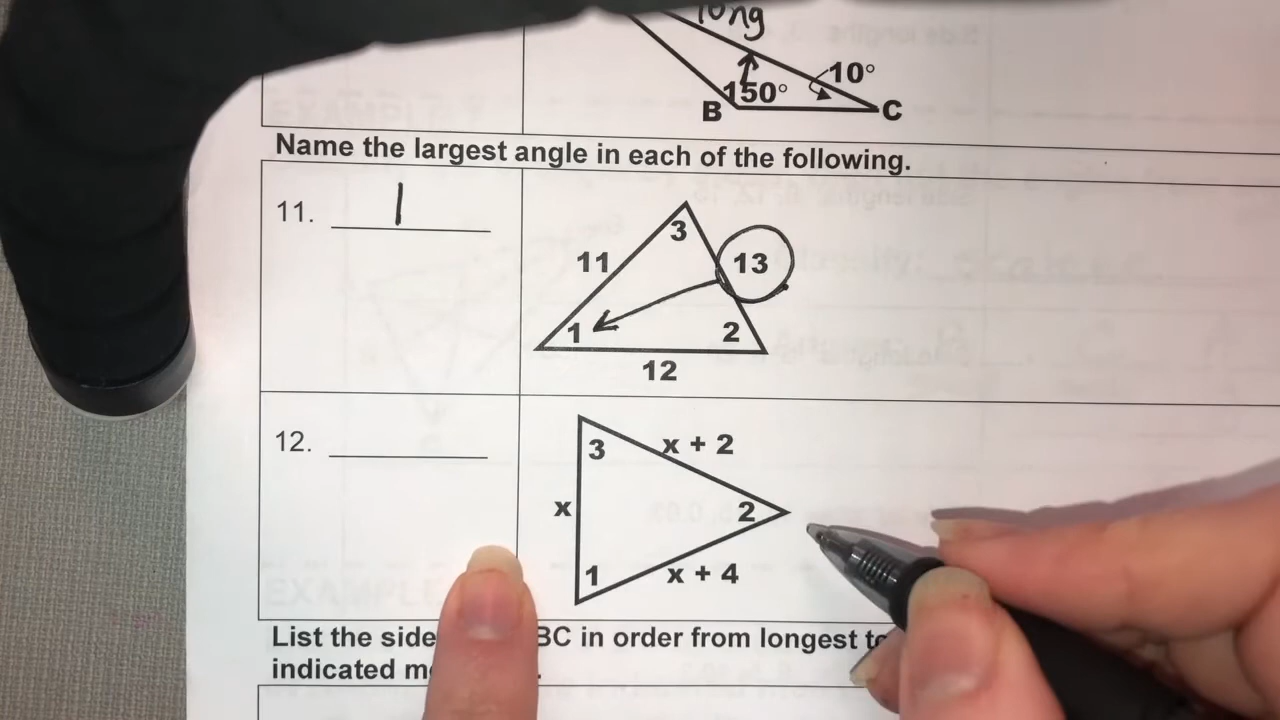 long
10°
150°
B
C
Name the largest angle in each of the following.
11. 1
3
11
13
1
2
12
12.
3
x + 2
x
2
1
x + 4
List the side BC in order from longest
indicated